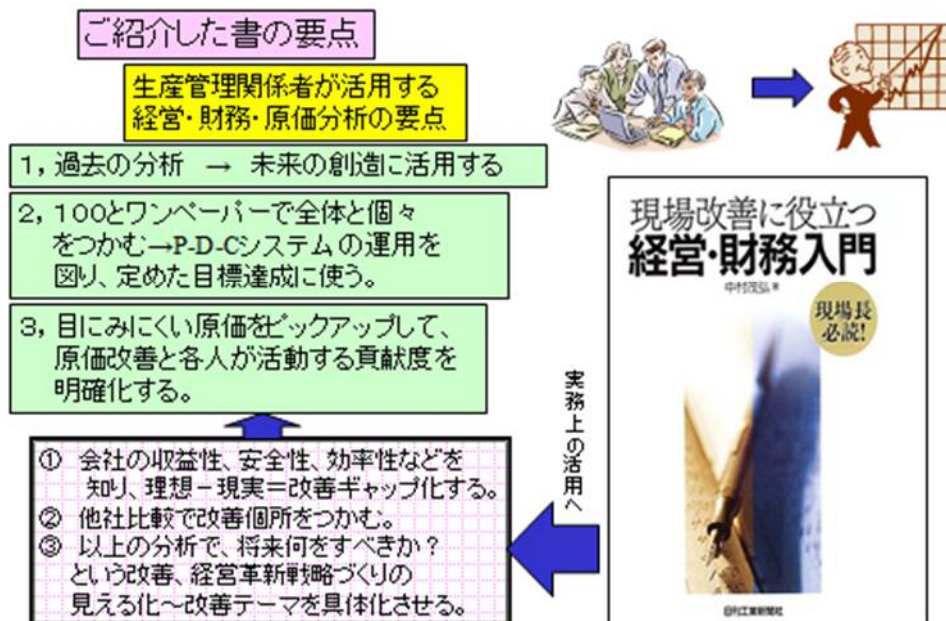 ご紹介した書の要点
生産管理関係者が活用する
経営・財務・原価分析の要点
1，過去の分析 → 未来の創造に活用する
2，100とワンペーパーで全体と個々
をつかむ→P-D-Cシステムの運用を
図り、定めた目標達成に使う。
3，目にみにくい原価をピックアップして、
原価改善と各人が活動する貢献度を
明確化する。
① 会社の収益性、安全性、効率性などを
知り、理想－現実＝改善ギャップ化する。
② 他社比較で改善個所をつかむ。
③ 以上の分析で、将来何をすべきか？
という改善、経営革新戦略づくりの
見える化～改善テーマを具体化させる。
実務上の活用へ
現場改善に役立つ
経営・財務入門
中村茂弘 著
現場長
必読！
日刊工業新聞社